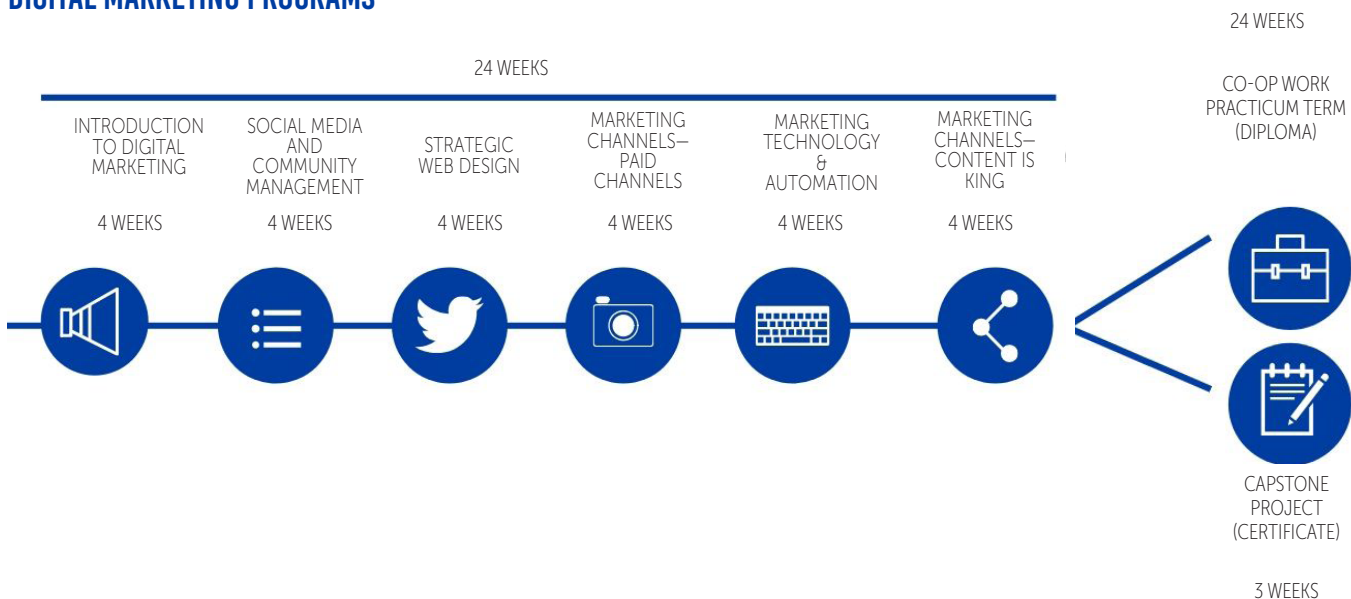 DIGITAL MARKETING PROGRAMS
24 WEEKS
INTRODUCTION
TO DIGITAL
MARKETING
4 WEEKS
SOCIAL MEDIA
AND
COMMUNITY
MANAGEMENT
4 WEEKS
STRATEGIC
WEB DESIGN
4 WEEKS
MARKETING
CHANNELS—
PAID
CHANNELS
4 WEEKS
MARKETING
TECHNOLOGY
&
AUTOMATION
4 WEEKS
MARKETING
CHANNELS—
CONTENT IS
KING
4 WEEKS
24 WEEKS
CO-OP WORK
PRACTICUM TERM
(DIPLOMA)
CAPSTONE
PROJECT
(CERTIFICATE)
3 WEEKS